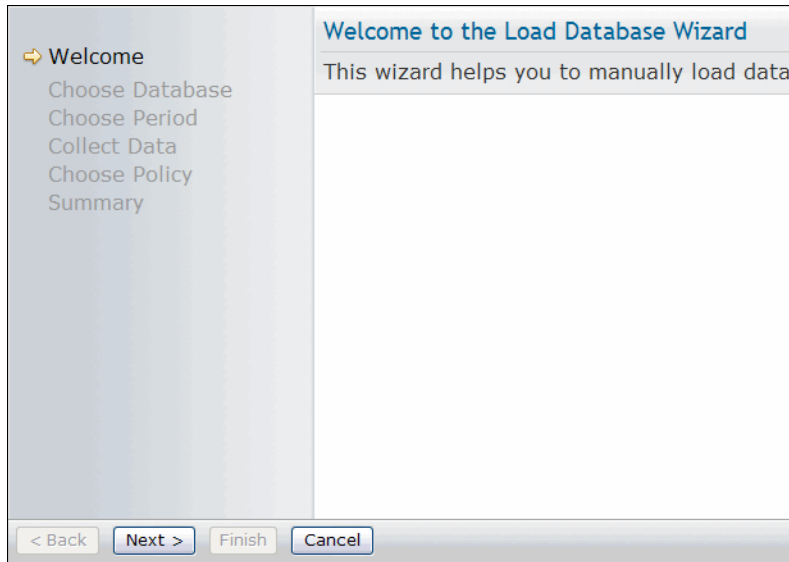 Welcome
Choose Database
Choose Period
Collect Data
Choose Policy
Summary
Welcome to the Load Database Wizard
This wizard helps you to manually load data
< Back Next > Finish Cancel